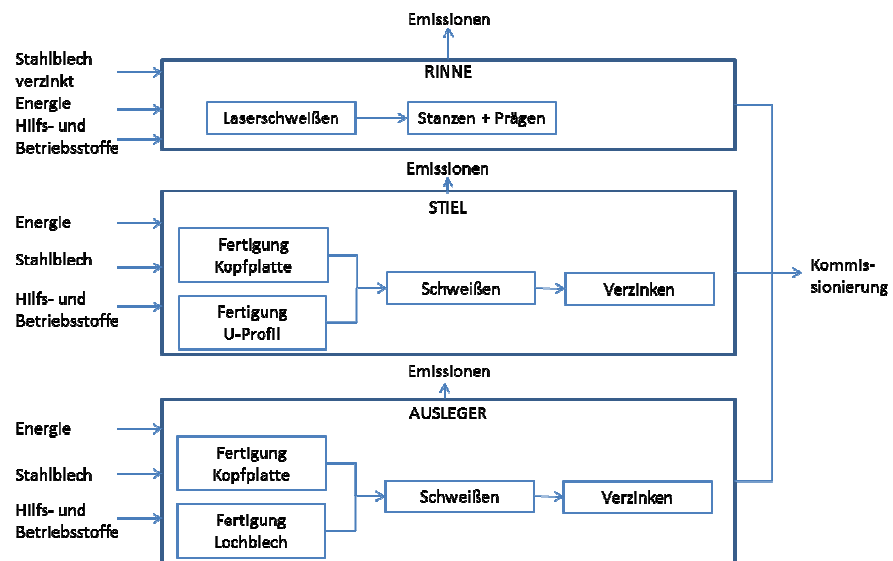 Emissionen
Stahlblech
verzinkt
Energie
Hilfs- und
Betriebsstoffe
RINNE
Laserschweißen
Stanzen + Prägen
Emissionen
STIEL
Energie
Stahlblech
Hilfs- und
Betriebsstoffe
Fertigung
Kopfplatte
Fertigung
U-Profil
Schweißen
Verzinken
Kommis-
sionierung
Emissionen
AUSLEGER
Energie
Stahlblech
Hilfs- und
Betriebsstoffe
Fertigung
Kopfplatte
Fertigung
Lochblech
Schweißen
Verzinken